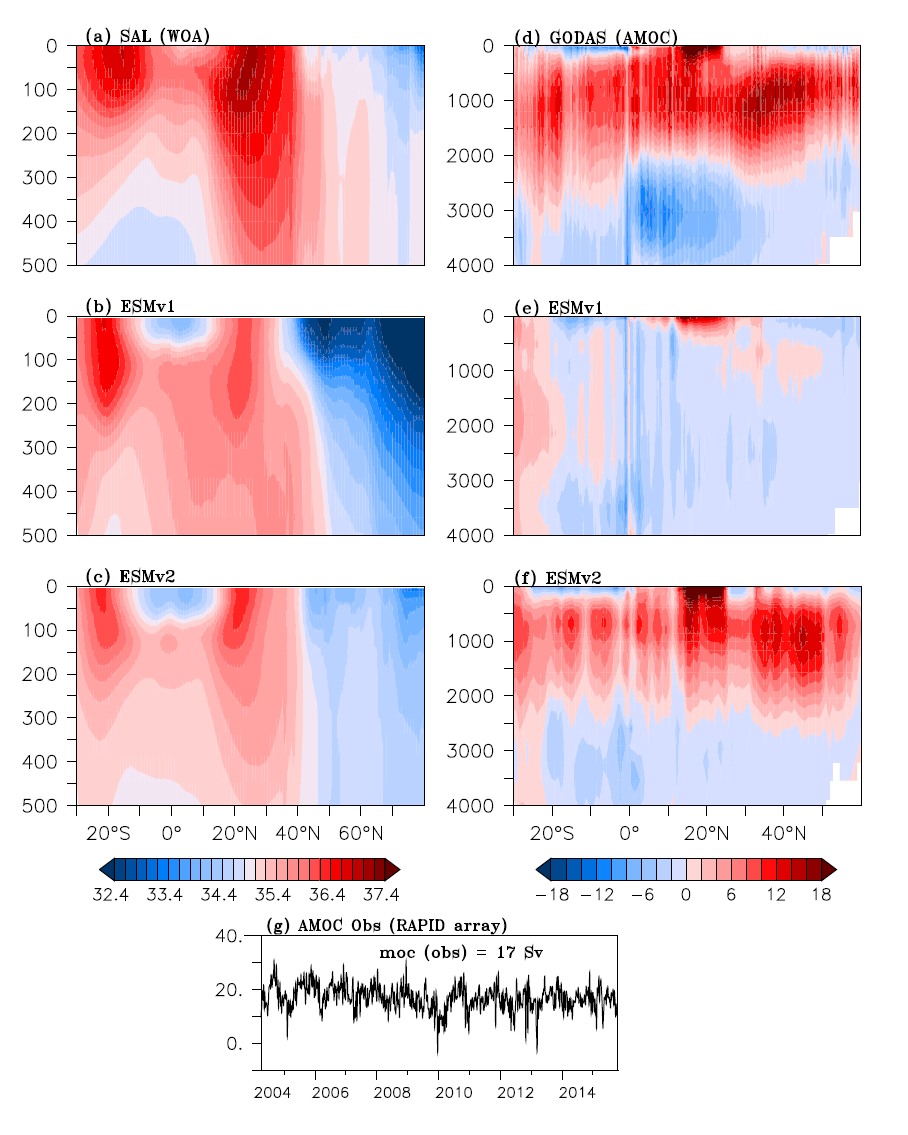 (a) SAL (WOA)
0
100
200
300
400
500
(d) GODAS (AMOC)
0
1000
2000
3000
4000
(b) ESMv1
0
100
200
300
400
500
(e) ESMv1
0
1000
2000
3000
4000
(c) ESMv2
0
100
200
300
400
500
20°S 0° 20°N 40°N 60°N
32.4 33.4 34.4 35.4 36.4 37.4
(f) ESMv2
0
1000
2000
3000
4000
20°S 0° 20°N 40°N
−18 −12 −6 0 6 12 18
(g) AMOC Obs (RAPID array)
moc (obs) = 17 Sv
40.
20.
0.
2004 2006 2008 2010 2012 2014